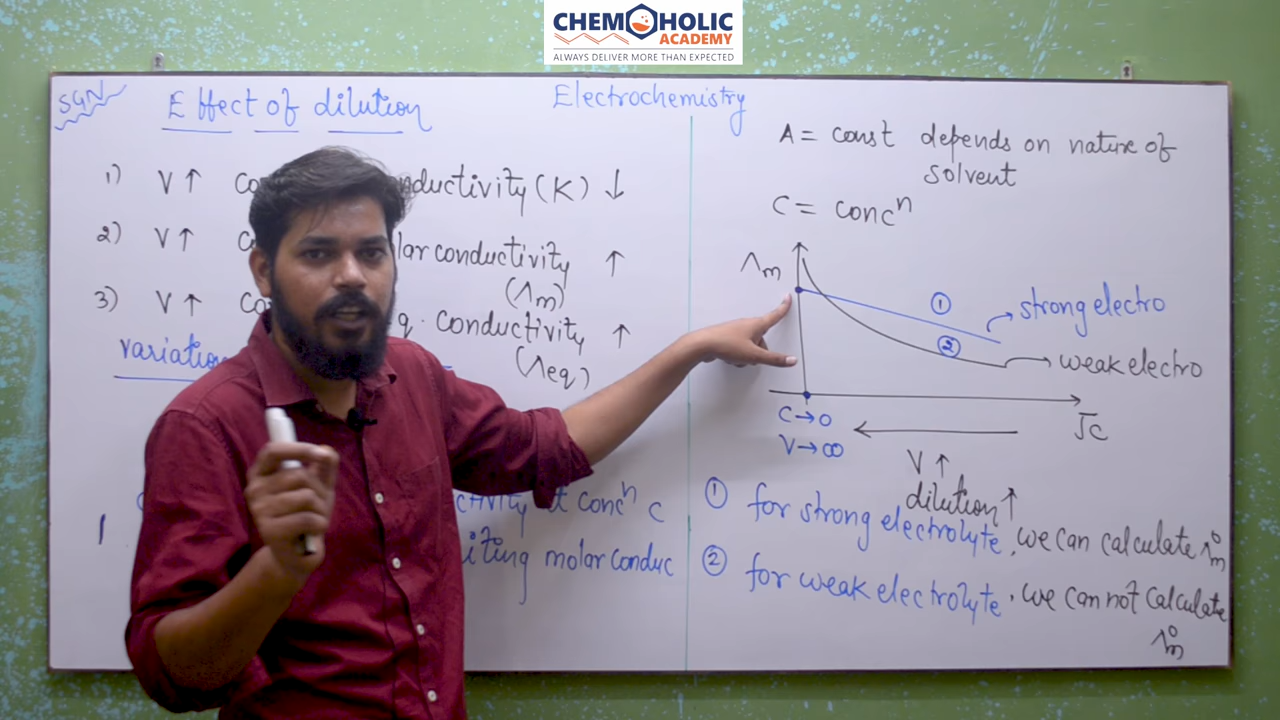 CHEMOHOLIC
ACADEMY
ALWAYS DELIVER MORE THAN EXPECTED
SGN
Effect of dilution
Electrochemistry
1) V↑ Co nductivity (K) ↓
2) V↑ C lar conductivity ↑
(Λm)
3) V↑ Co q. conductivity ↑
(Λeq)
variation
ctivity at concⁿ C
iting molar conduc
A = const depends on nature of
solvent
C = concⁿ
Λm
①
strong electro
②
weak electro
C→0
V→∞
√C
V↑
dilution↑
① for strong electrolyte, we can calculate Λ°m
② for weak electrolyte, we can not calculate
Λ°m